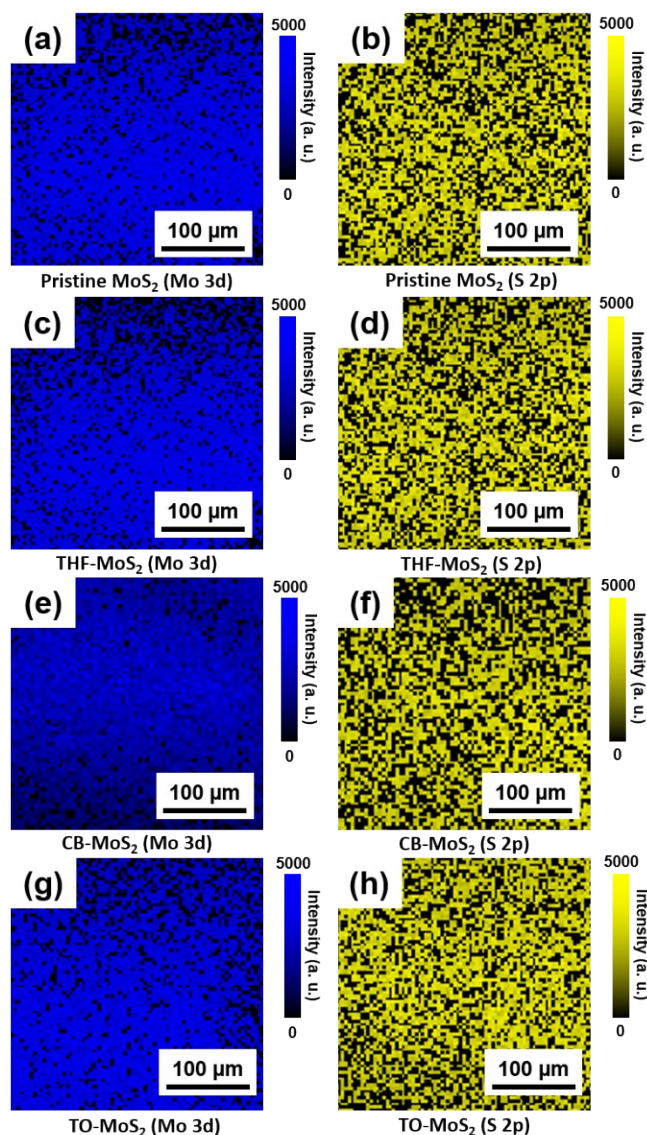 (a)
5000
Intensity (a. u.)
0
100 µm
Pristine MoS₂ (Mo 3d)
(b)
5000
Intensity (a. u.)
0
100 µm
Pristine MoS₂ (S 2p)
(c)
5000
Intensity (a. u.)
0
100 µm
THF-MoS₂ (Mo 3d)
(d)
5000
Intensity (a. u.)
0
100 µm
THF-MoS₂ (S 2p)
(e)
5000
Intensity (a. u.)
0
100 µm
CB-MoS₂ (Mo 3d)
(f)
5000
Intensity (a. u.)
0
100 µm
CB-MoS₂ (S 2p)
(g)
5000
Intensity (a. u.)
0
100 µm
TO-MoS₂ (Mo 3d)
(h)
5000
Intensity (a. u.)
0
100 µm
TO-MoS₂ (S 2p)